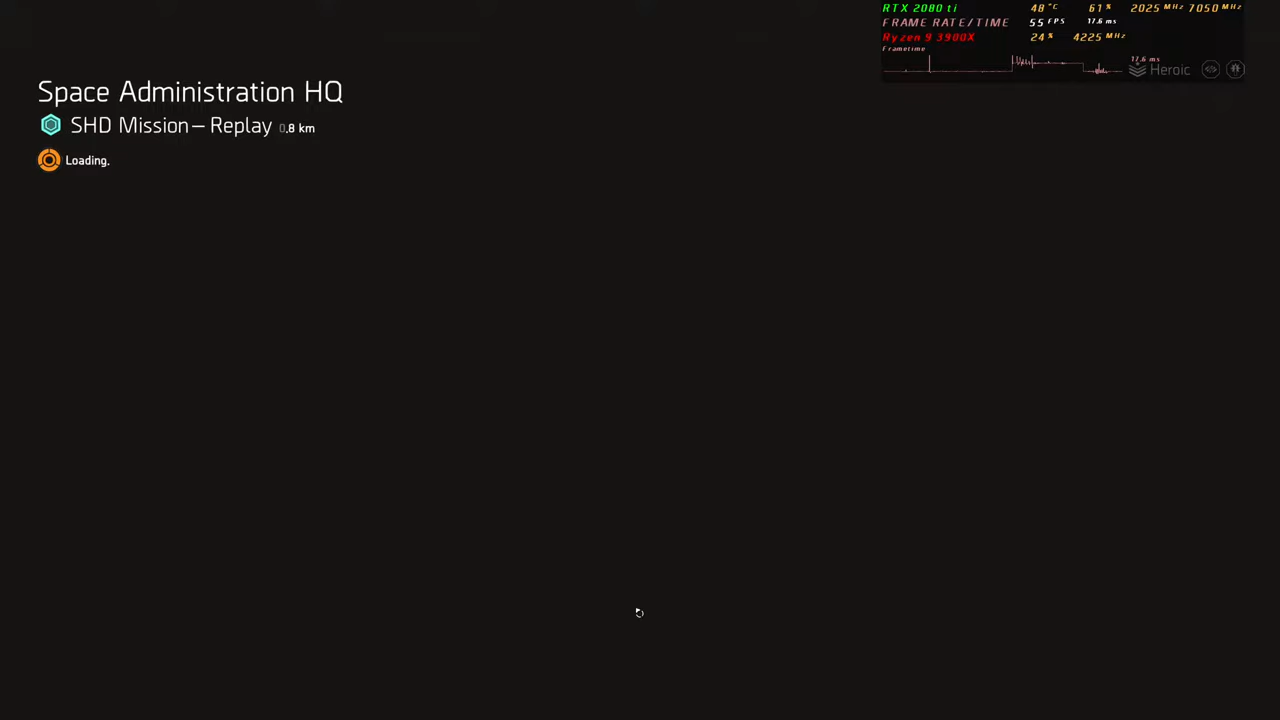 RTX 2080 ti 48 °C 61 % 2025 MHz 7050 MHz
FRAME RATE/TIME 55 FPS 17.6 ms
Ryzen 9 3900X 24 % 4225 MHz
Frametime
17.6 ms
Heroic
Space Administration HQ
SHD Mission – Replay 0.8 km
Loading.